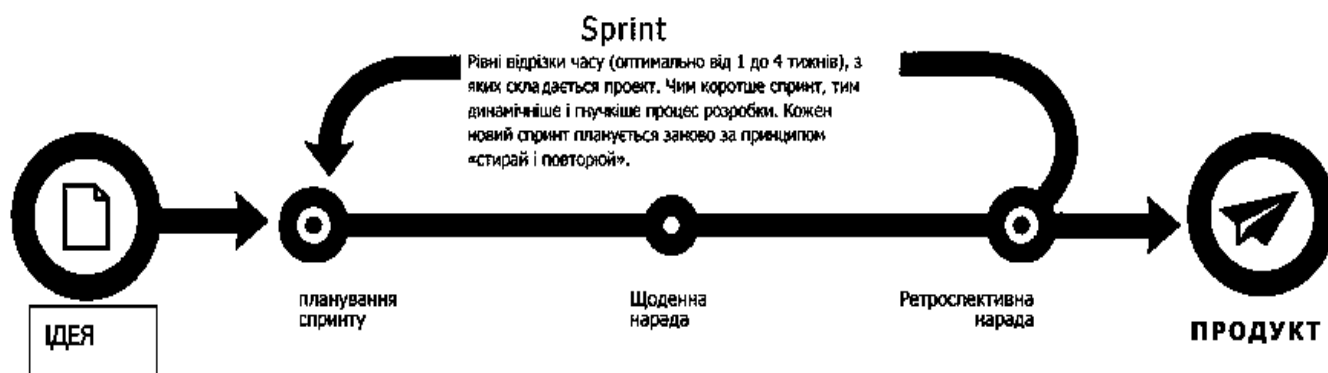 Sprint
Рівні відрізки часу (оптимально від 1 до 4 тижнів), з
яких складається проект. Чим коротше спринт, тим
динамічніше і гнучкіше процес розробки. Кожен
новий спринт планується заново за принципом
«стирай і повторюй».
планування
спринту
Щоденна
нарада
Ретроспективна
нарада
ІДЕЯ
ПРОДУКТ